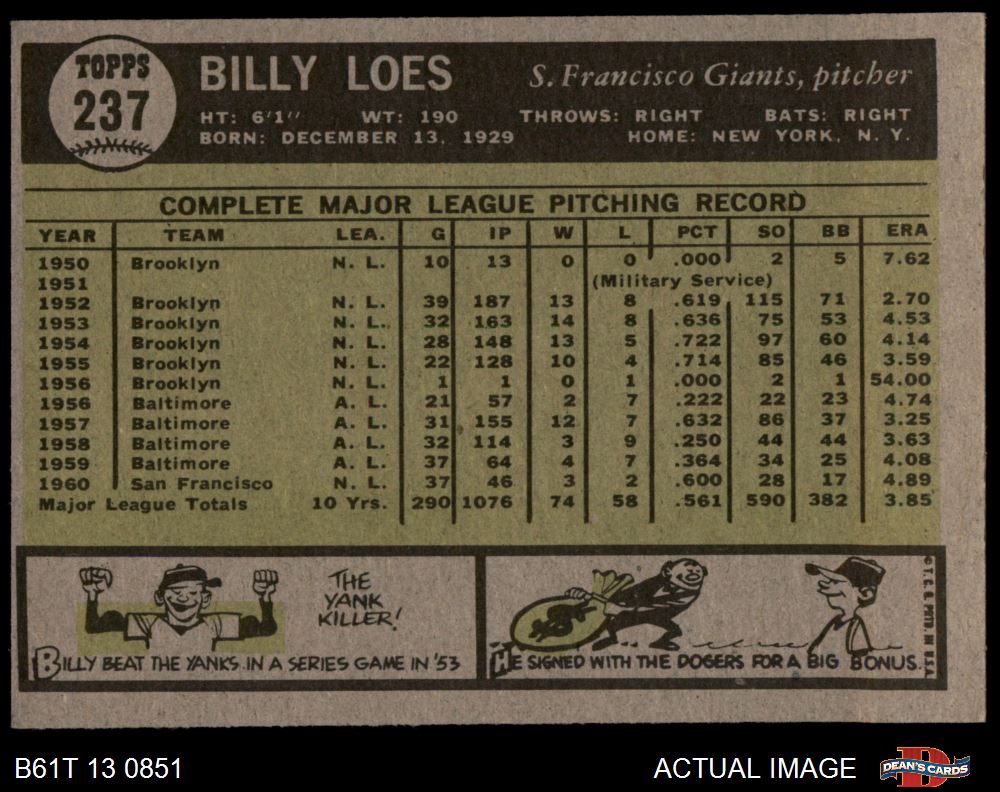 TOPPS
237
BILLY LOES
S. Francisco Giants, pitcher
HT: 6'1" WT: 190 THROWS: RIGHT BATS: RIGHT
BORN: DECEMBER 13, 1929 HOME: NEW YORK, N. Y.
COMPLETE MAJOR LEAGUE PITCHING RECORD
YEAR TEAM LEA. G IP W L PCT SO BB ERA
1950 Brooklyn N. L. 10 13 0 0 .000 2 5 7.62
1951 (Military Service)
1952 Brooklyn N. L. 39 187 13 8 .619 115 71 2.70
1953 Brooklyn N. L. 32 163 14 8 .636 75 53 4.53
1954 Brooklyn N. L. 28 148 13 5 .722 97 60 4.14
1955 Brooklyn N. L. 22 128 10 4 .714 85 46 3.59
1956 Brooklyn N. L. 1 1 0 1 .000 2 1 54.00
1956 Baltimore A. L. 21 57 2 7 .222 22 23 4.74
1957 Baltimore A. L. 31 155 12 7 .632 86 37 3.25
1958 Baltimore A. L. 32 114 3 9 .250 44 44 3.63
1959 Baltimore A. L. 37 64 4 7 .364 34 25 4.08
1960 San Francisco N. L. 37 46 3 2 .600 28 17 4.89
Major League Totals 10 Yrs. 290 1076 74 58 .561 590 382 3.85
THE
YANK
KILLER!
BILLY BEAT THE YANKS IN A SERIES GAME IN '53
$
HE SIGNED WITH THE DOGERS FOR A BIG BONUS.
© T. C. G. PRTD. IN U.S.A.
B61T 13 0851
ACTUAL IMAGE
D
DEAN'S CARDS